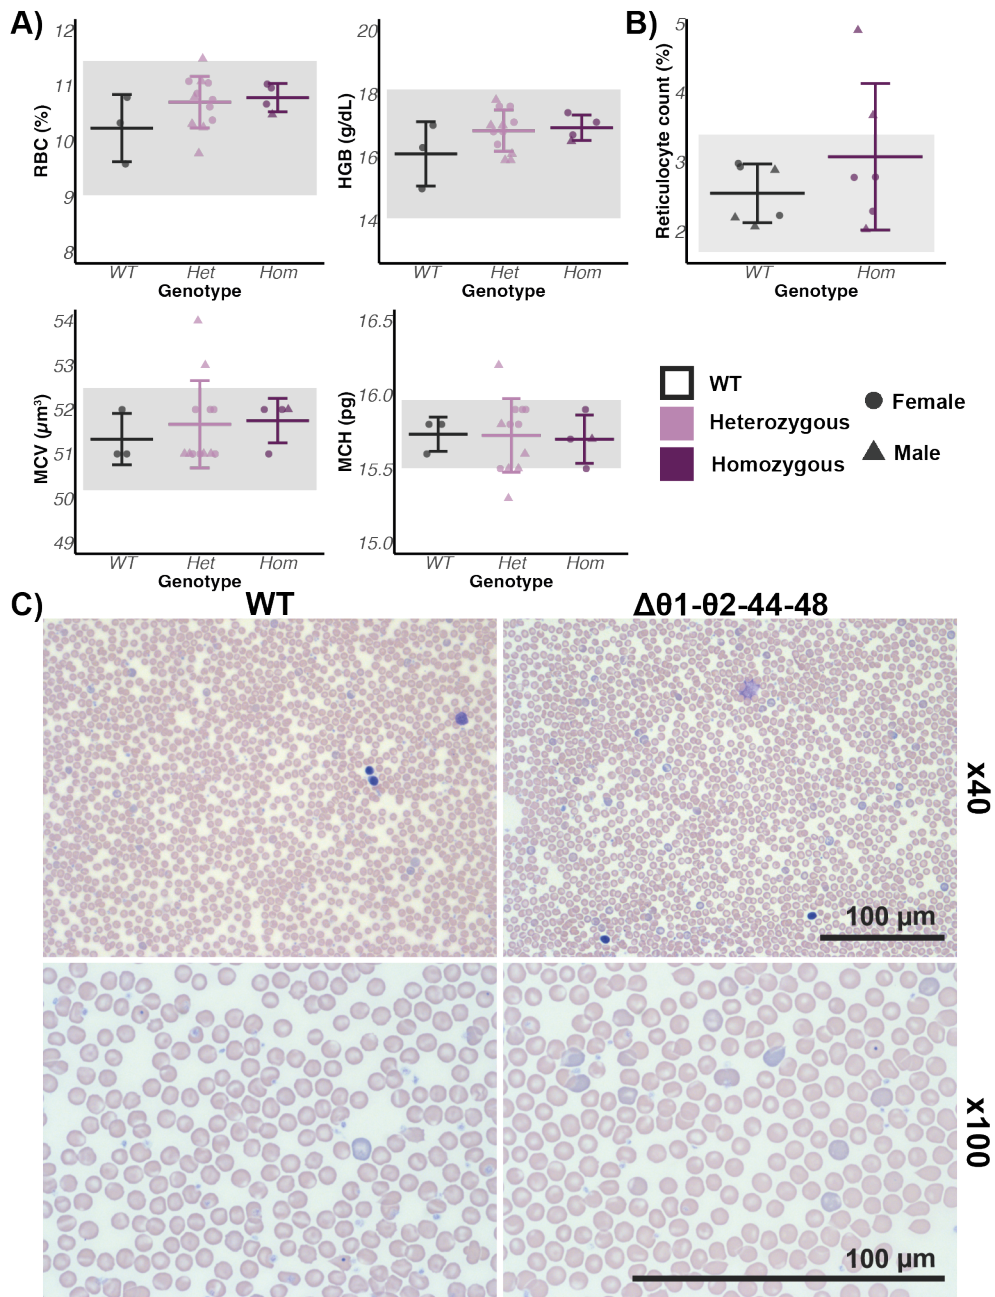 A)
RBC (%)
12
11
10
9
8
WT Het Hom
Genotype
HGB (g/dL)
20
18
16
14
WT Het Hom
Genotype
B)
Reticulocyte count (%)
5
4
3
2
WT Hom
Genotype
MCV (µm³)
54
53
52
51
50
49
WT Het Hom
Genotype
MCH (pg)
16.5
16.0
15.5
15.0
WT Het Hom
Genotype
WT
Heterozygous
Homozygous
Female
Male
C)
WT
Δθ1-θ2-44-48
x40
100 µm
x100
100 µm